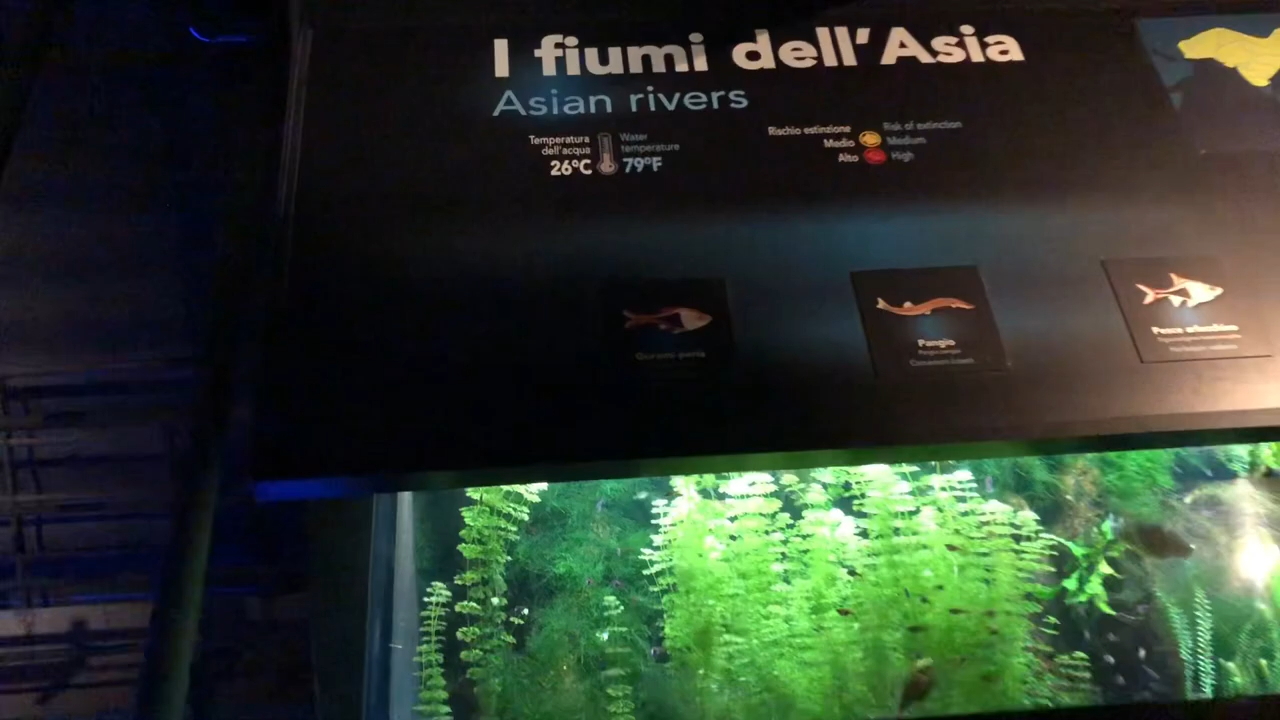 I fiumi dell'Asia
Asian rivers
Temperatura
dell'acqua
26°C
Water
temperature
79°F
Rischio estinzione
Medio
Alto
Risk of extinction
Medium
High
Pangio
Pesce arlecchino